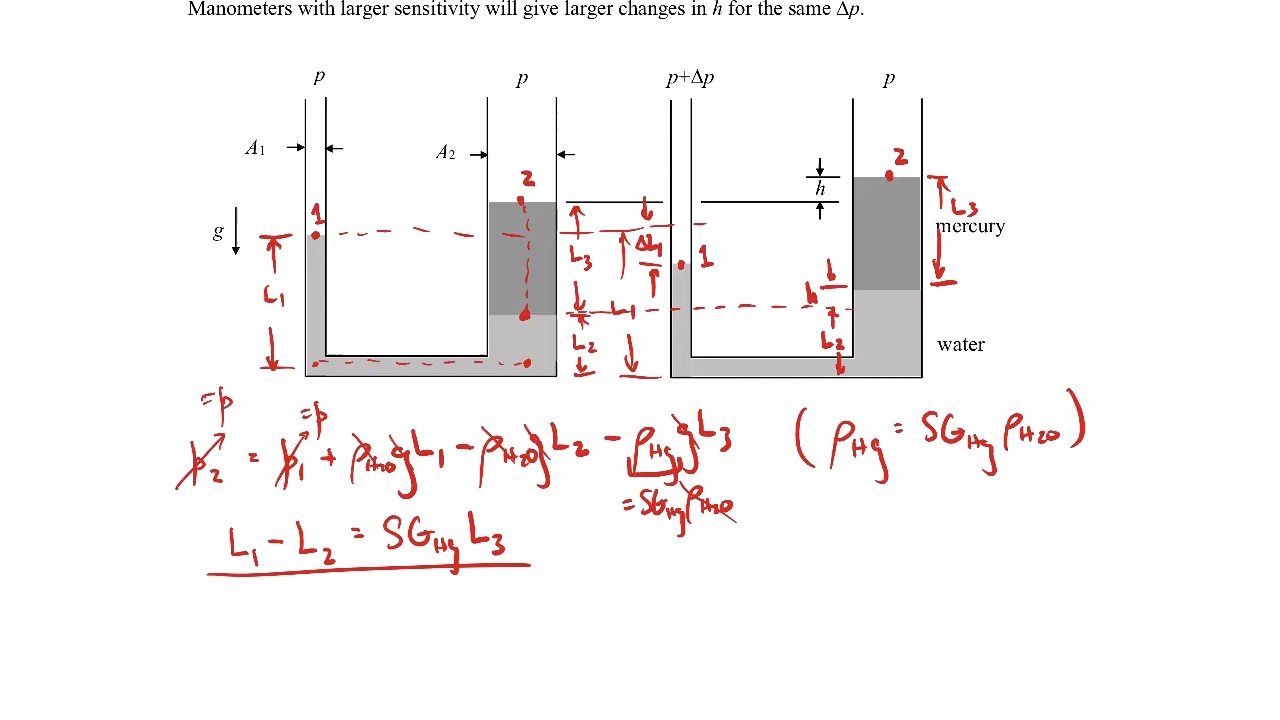 Manometers with larger sensitivity will give larger changes in h for the same Δp.
p p p+Δp p
A₁ A₂
2 2
h
1 L₃
g mercury
L₃ ΔL₁ 1
L₁ L₁ h
L₂ L₂ water
=p =p
p₂ = p₁ + ρH₂O g L₁ - ρH₂O g L₂ - ρHg g L₃ (ρHg = SGHg ρH₂O)
= SGHg ρH₂O
L₁ - L₂ = SGHg L₃